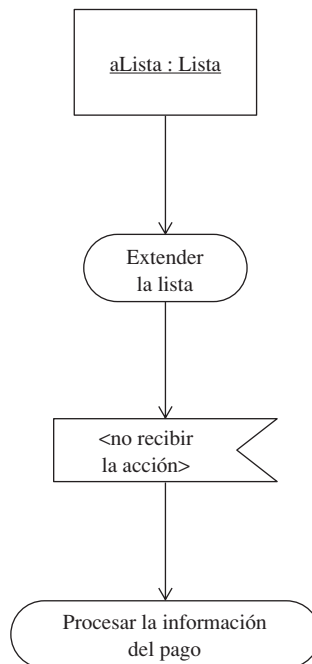 aLista : Lista
Extender
la lista
<no recibir
la acción>
Procesar la información
del pago